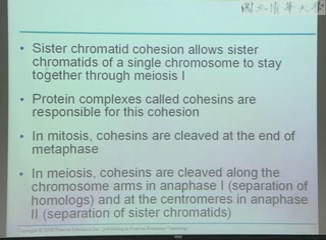 國立清華大學
• Sister chromatid cohesion allows sister
chromatids of a single chromosome to stay
together through meiosis I
• Protein complexes called cohesins are
responsible for this cohesion
• In mitosis, cohesins are cleaved at the end of
metaphase
• In meiosis, cohesins are cleaved along the
chromosome arms in anaphase I (separation of
homologs) and at the centromeres in anaphase
II (separation of sister chromatids)